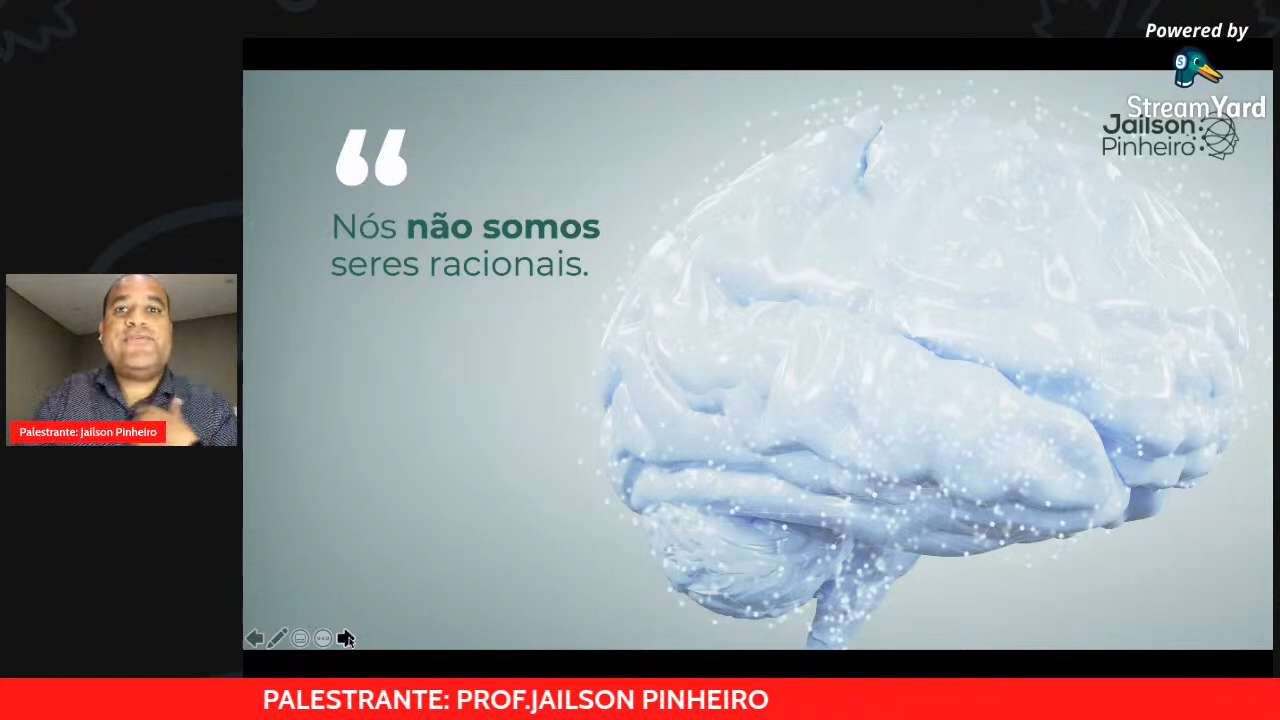 Powered by
StreamYard
Jailson
Pinheiro
“
Nós não somos
seres racionais.
Palestrante: Jailson Pinheiro
PALESTRANTE: PROF.JAILSON PINHEIRO